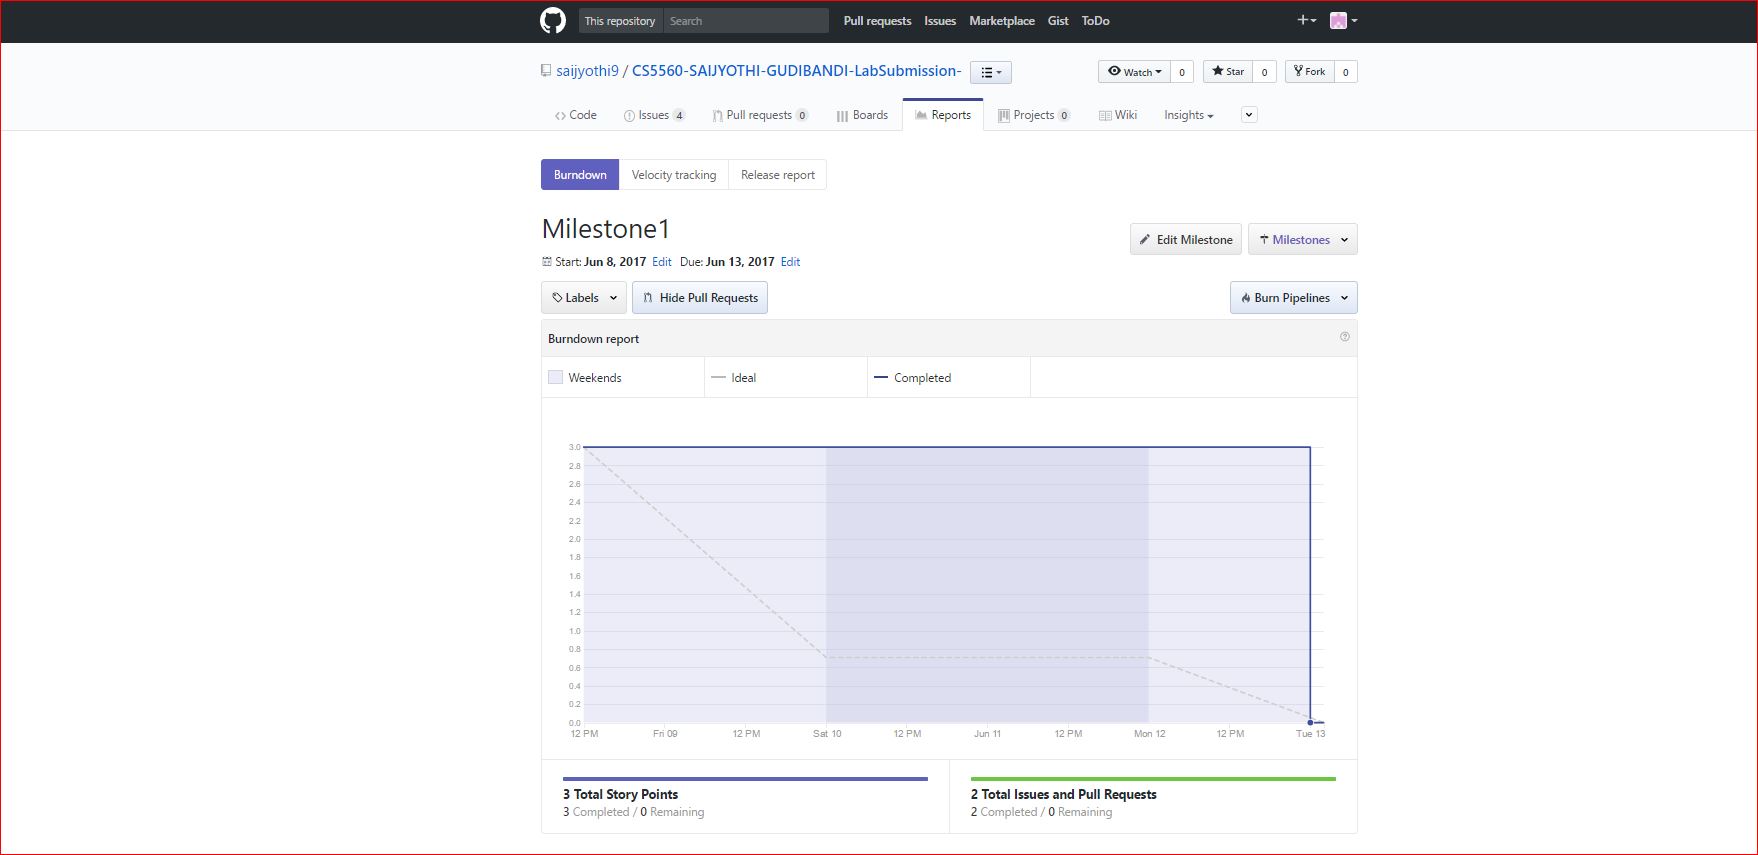 This repository Search Pull requests Issues Marketplace Gist ToDo
saijyothi9 / CS5560-SAIJYOTHI-GUDIBANDI-LabSubmission- Watch 0 Star 0 Fork 0
Code Issues 4 Pull requests 0 Boards Reports Projects 0 Wiki Insights
Burndown Velocity tracking Release report
Milestone1
Edit Milestone Milestones
Start: Jun 8, 2017 Edit Due: Jun 13, 2017 Edit
Labels Hide Pull Requests Burn Pipelines
Burndown report
Weekends Ideal Completed
3.0
2.8
2.6
2.4
2.2
2.0
1.8
1.6
1.4
1.2
1.0
0.8
0.6
0.4
0.2
0.0
12 PM Fri 09 12 PM Sat 10 12 PM Jun 11 12 PM Mon 12 12 PM Tue 13
3 Total Story Points
3 Completed / 0 Remaining
2 Total Issues and Pull Requests
2 Completed / 0 Remaining